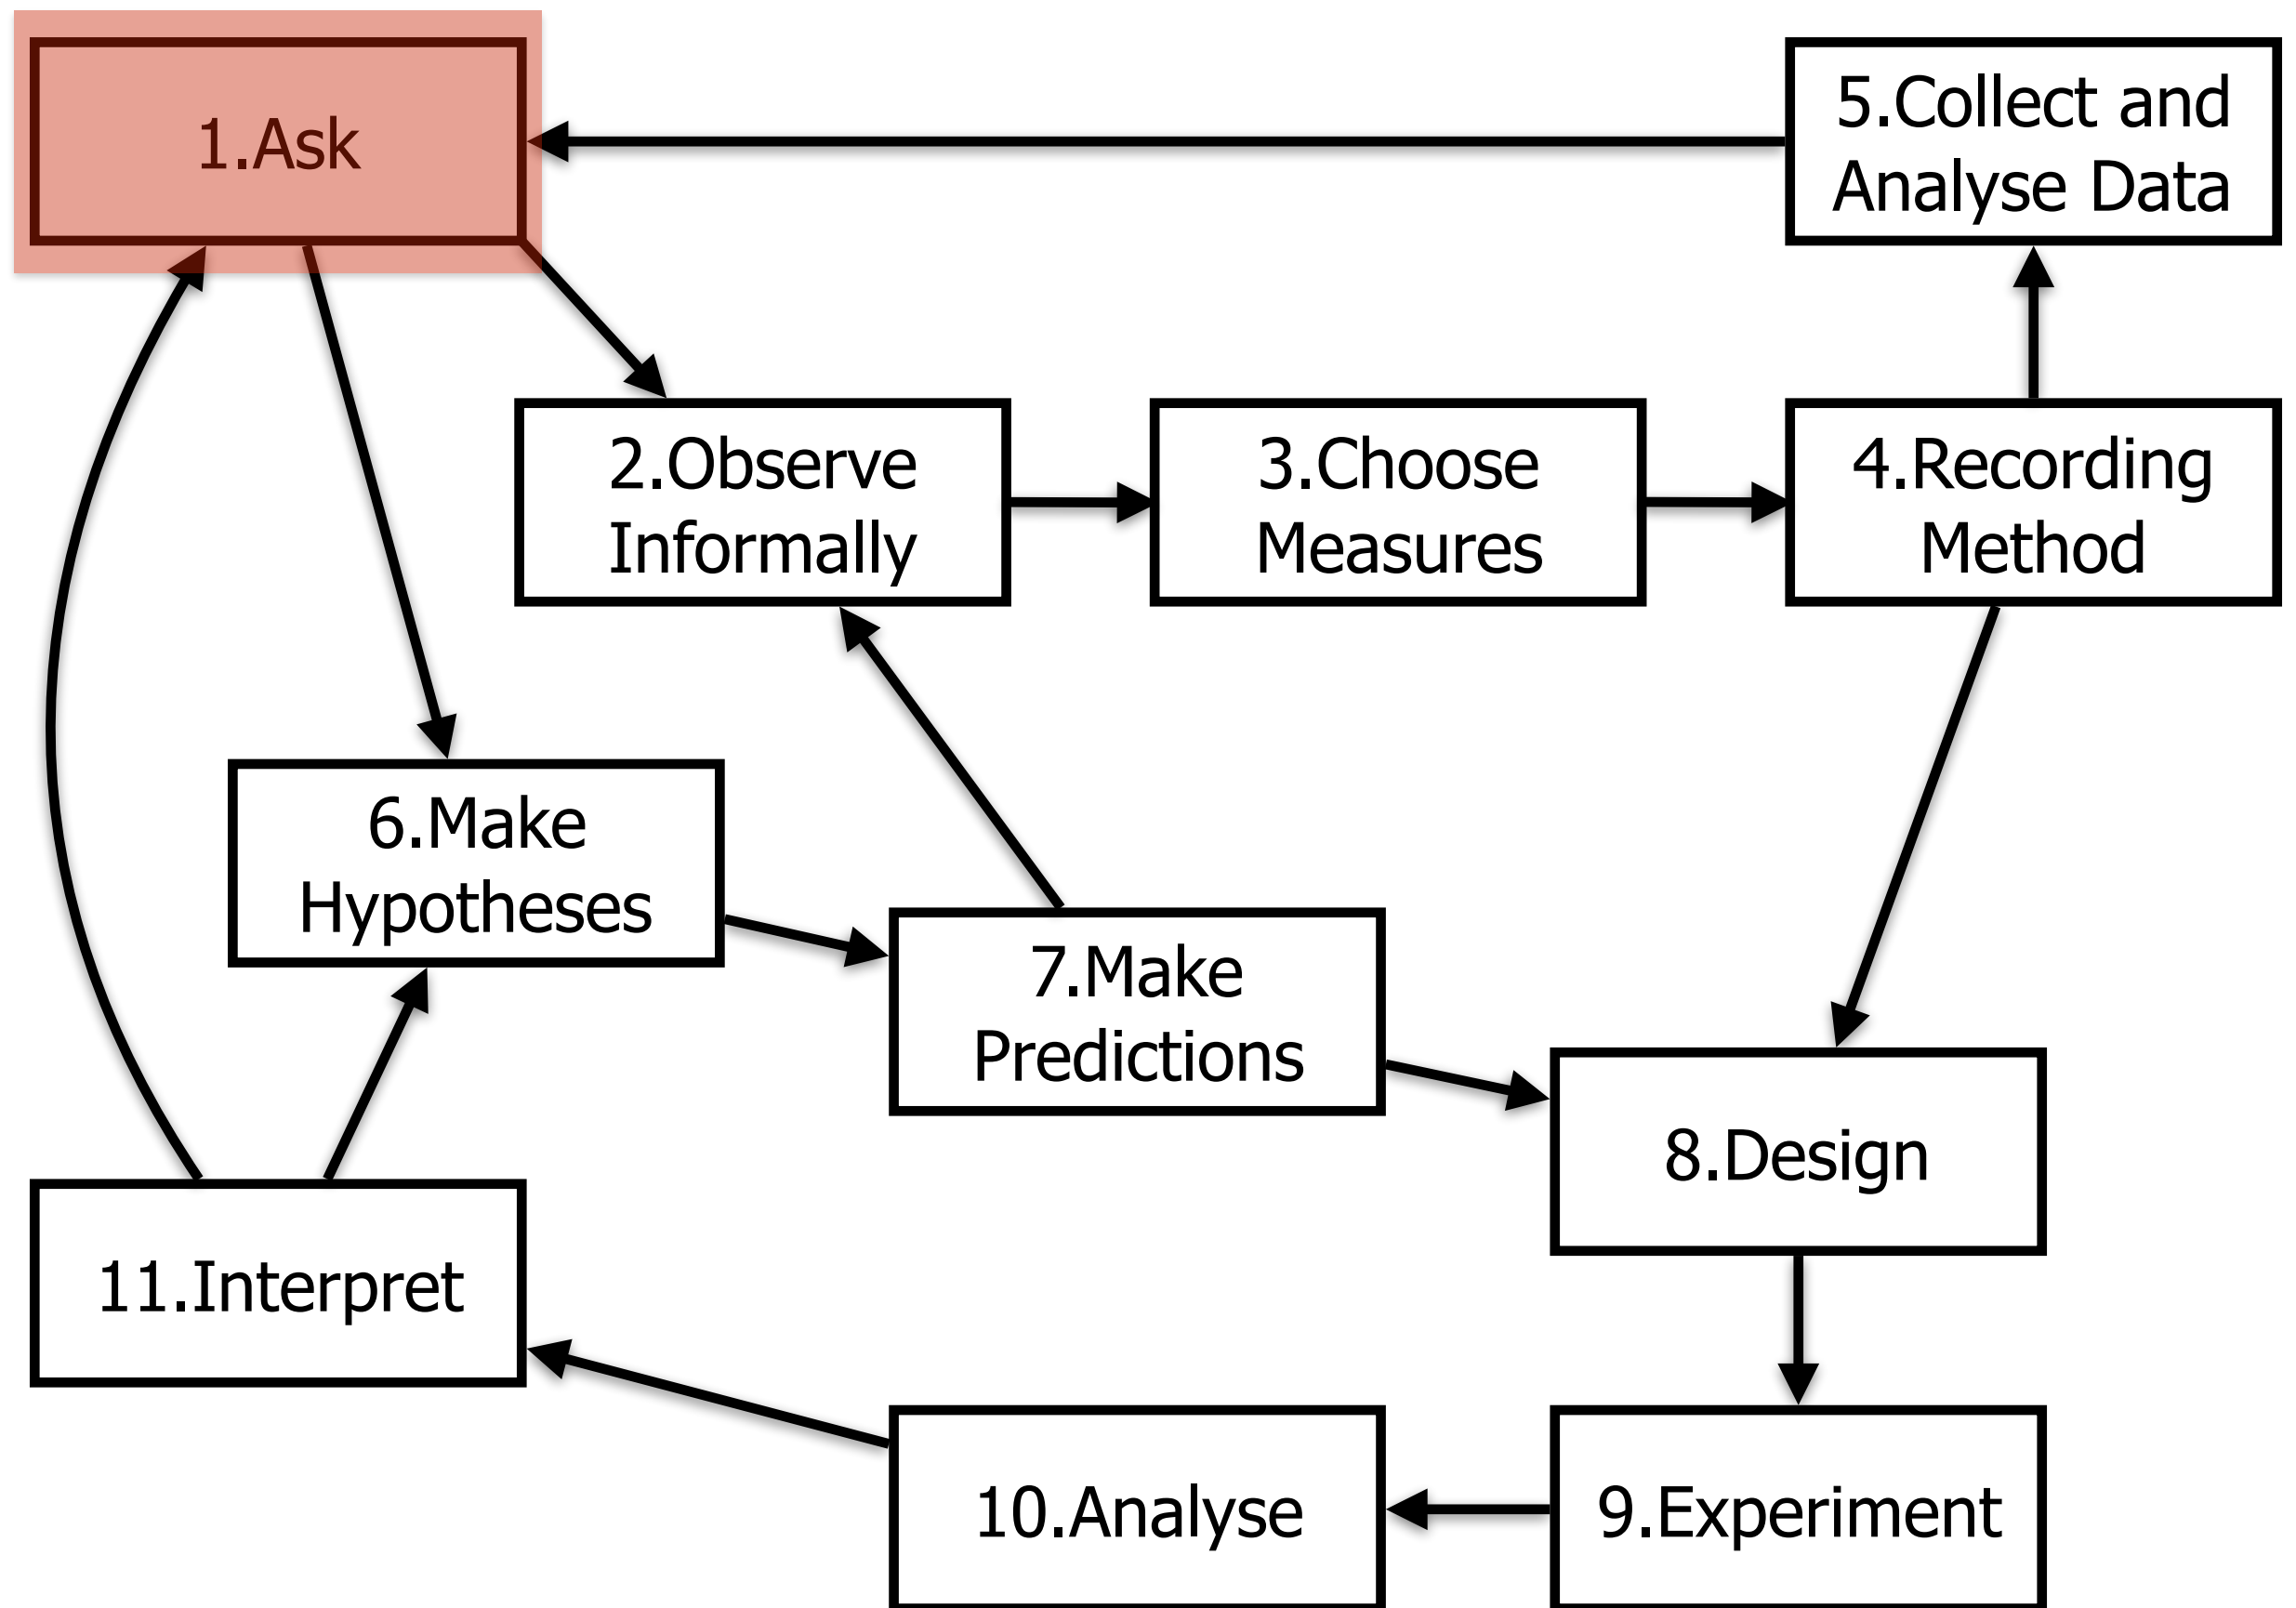 1.Ask
5.Collect and
Analyse Data
2.Observe
Informally
3.Choose
Measures
4.Recording
Method
6.Make
Hypotheses
7.Make
Predictions
8.Design
11.Interpret
10.Analyse
9.Experiment